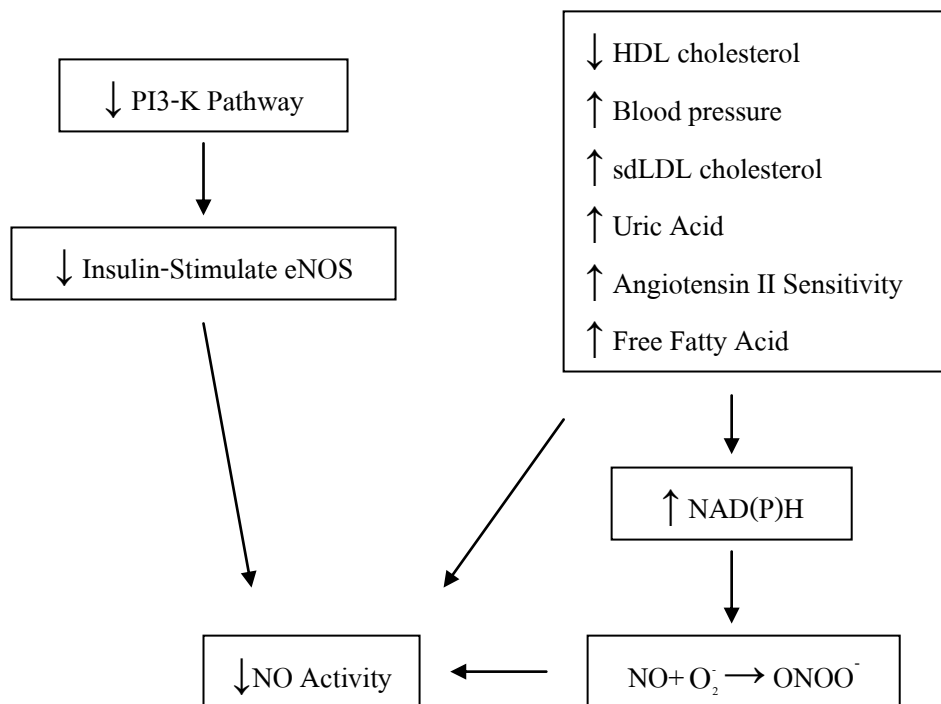 ↓ PI3-K Pathway
↓ Insulin-Stimulate eNOS
↓ HDL cholesterol
↑ Blood pressure
↑ sdLDL cholesterol
↑ Uric Acid
↑ Angiotensin II Sensitivity
↑ Free Fatty Acid
↑ NAD(P)H
↓NO Activity
NO+ O₂⁻ → ONOO⁻